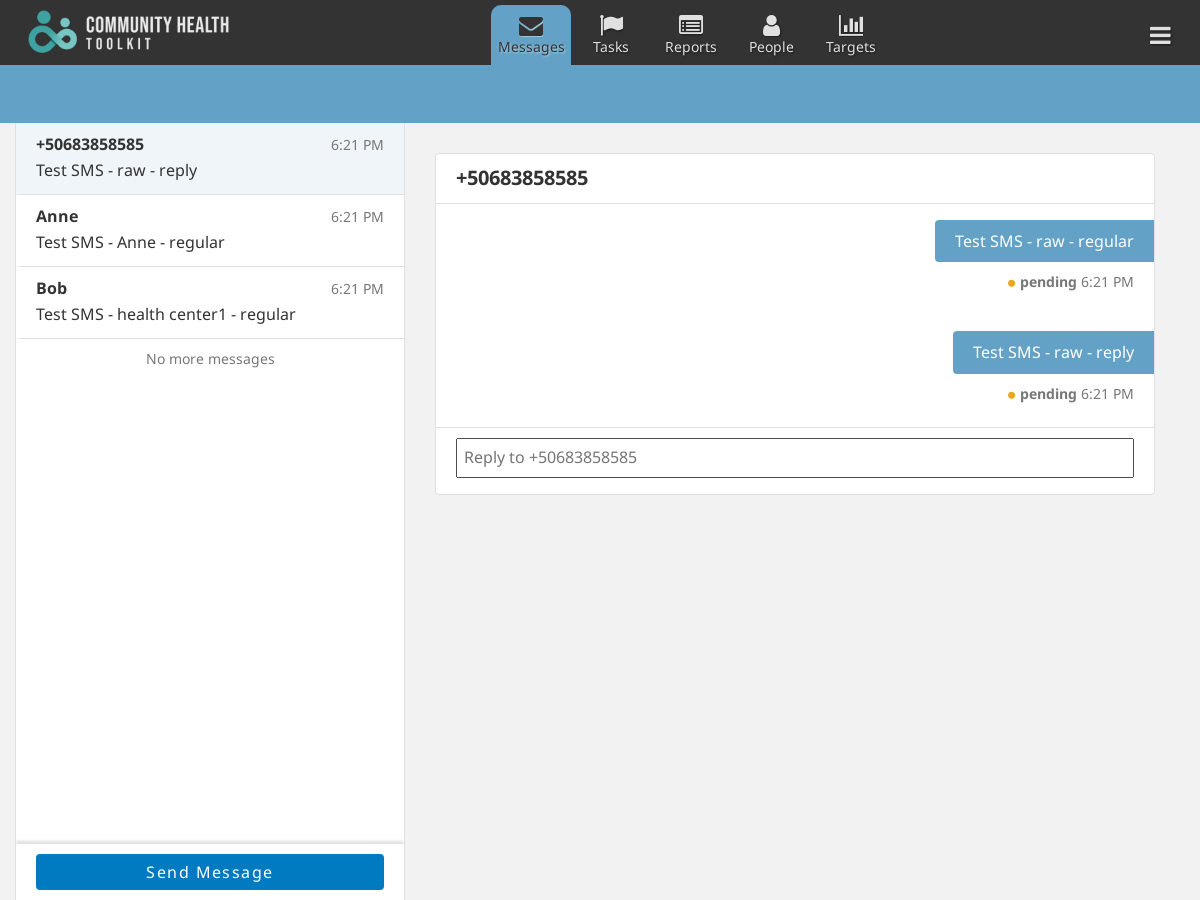 COMMUNITY HEALTH
TOOLKIT
Messages
Tasks
Reports
People
Targets
+50683858585 6:21 PM
Test SMS - raw - reply
Anne 6:21 PM
Test SMS - Anne - regular
Bob 6:21 PM
Test SMS - health center1 - regular
No more messages
Send Message
+50683858585
Test SMS - raw - regular
pending 6:21 PM
Test SMS - raw - reply
pending 6:21 PM
Reply to +50683858585